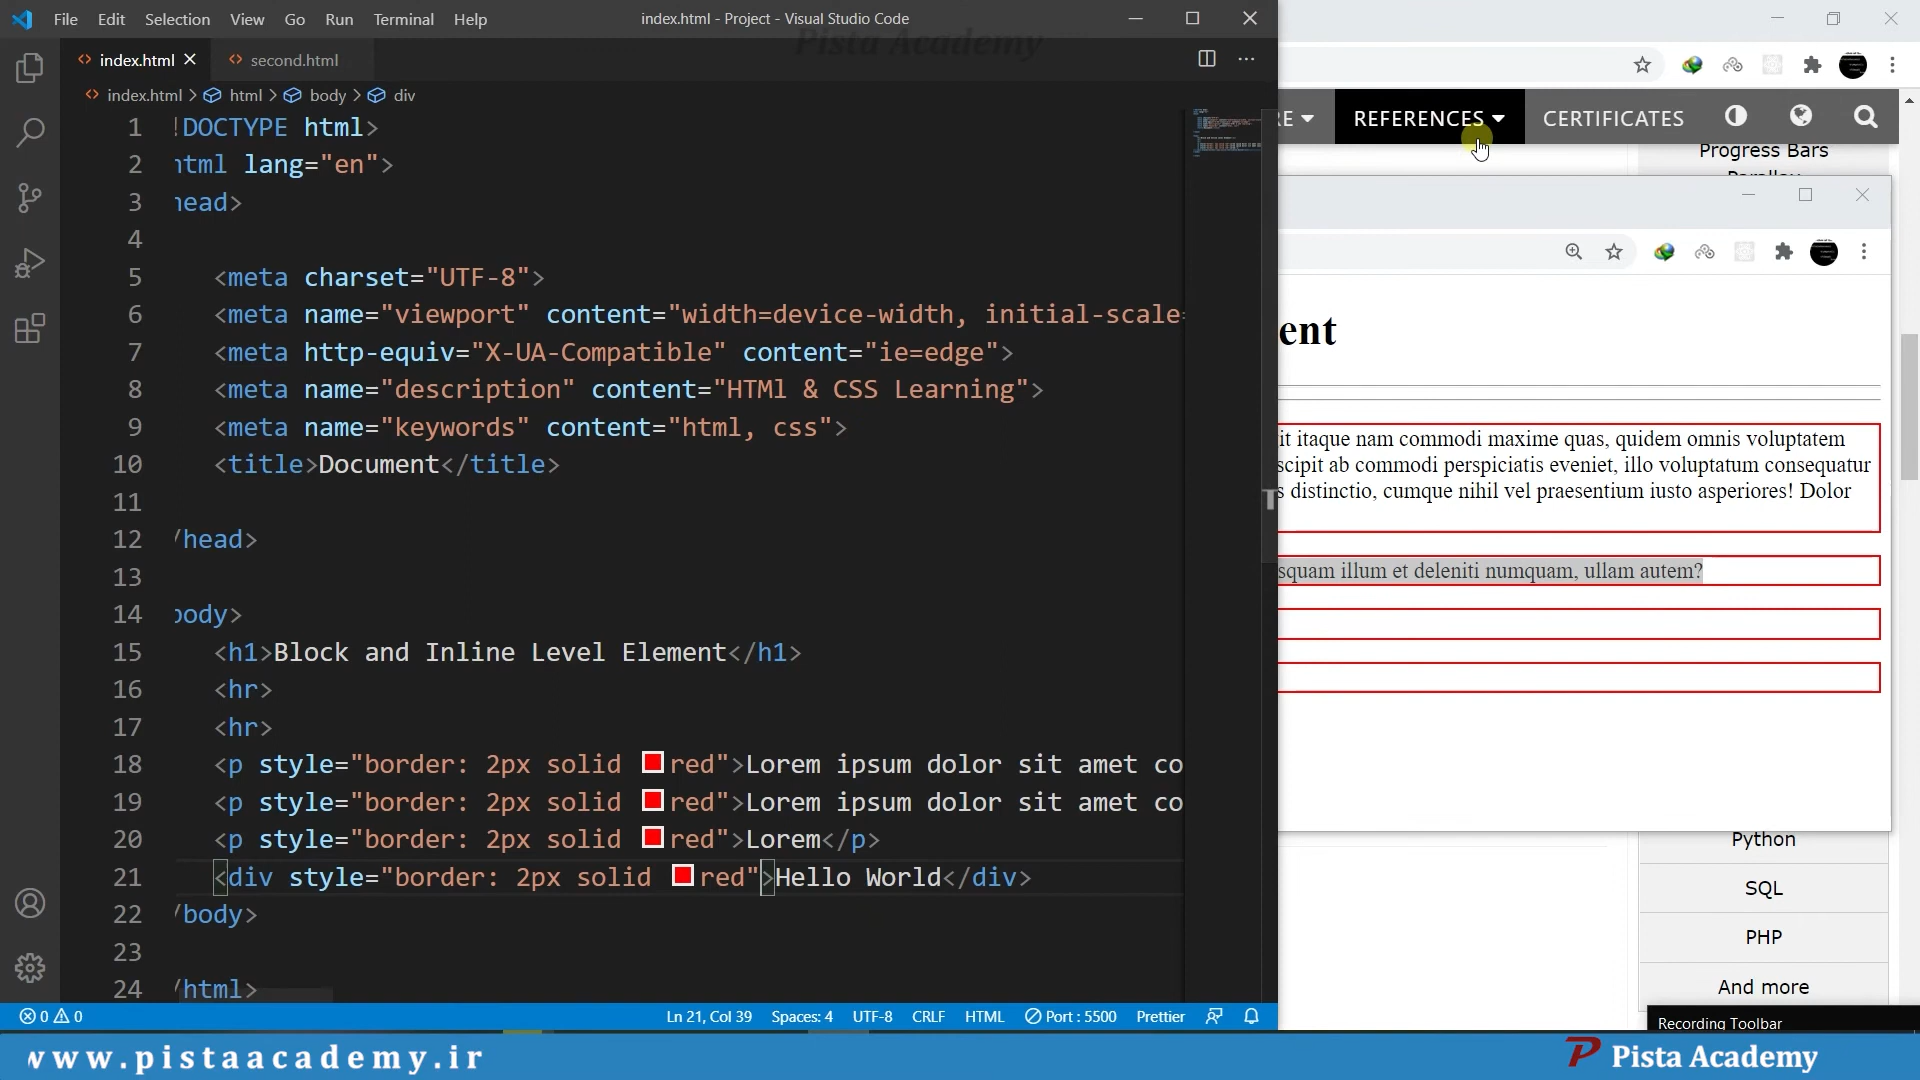 File Edit Selection View Go Run Terminal Help
index.html - Project - Visual Studio Code
Pista Academy
index.html
second.html
index.html > html > body > div
1 !DOCTYPE html>
2 html lang="en">
3 head>
4
5 <meta charset="UTF-8">
6 <meta name="viewport" content="width=device-width, initial-scale=
7 <meta http-equiv="X-UA-Compatible" content="ie=edge">
8 <meta name="description" content="HTMl & CSS Learning">
9 <meta name="keywords" content="html, css">
10 <title>Document</title>
11
12 /head>
13
14 body>
15 <h1>Block and Inline Level Element</h1>
16 <hr>
17 <hr>
18 <p style="border: 2px solid red">Lorem ipsum dolor sit amet co
19 <p style="border: 2px solid red">Lorem ipsum dolor sit amet co
20 <p style="border: 2px solid red">Lorem</p>
21 <div style="border: 2px solid red">Hello World</div>
22 /body>
23
24 /html>
0 0
Ln 21, Col 39 Spaces: 4 UTF-8 CRLF HTML Port : 5500 Prettier
RE REFERENCES CERTIFICATES
Progress Bars
ent
it itaque nam commodi maxime quas, quidem omnis voluptatem
scipit ab commodi perspiciatis eveniet, illo voluptatum consequatur
s distinctio, cumque nihil vel praesentium iusto asperiores! Dolor
squam illum et deleniti numquam, ullam autem?
Python
SQL
PHP
And more
Recording Toolbar
www.pistaacademy.ir
Pista Academy